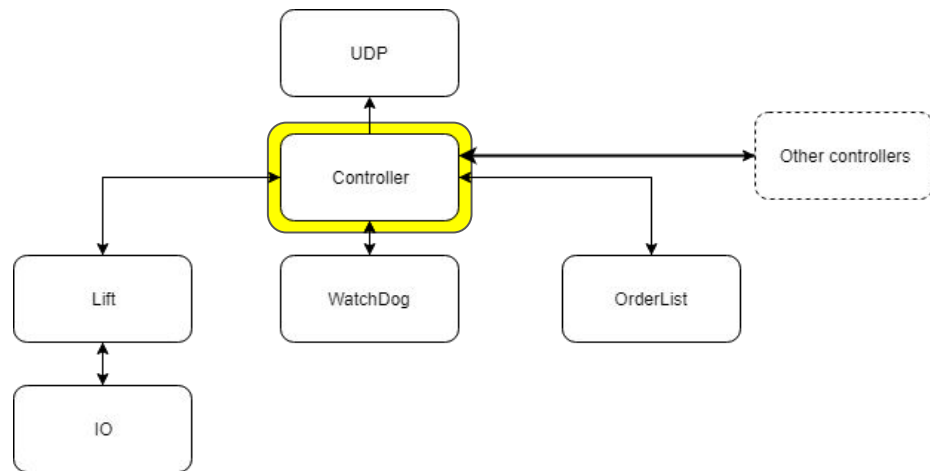 UDP
Controller
Other controllers
Lift
WatchDog
OrderList
IO